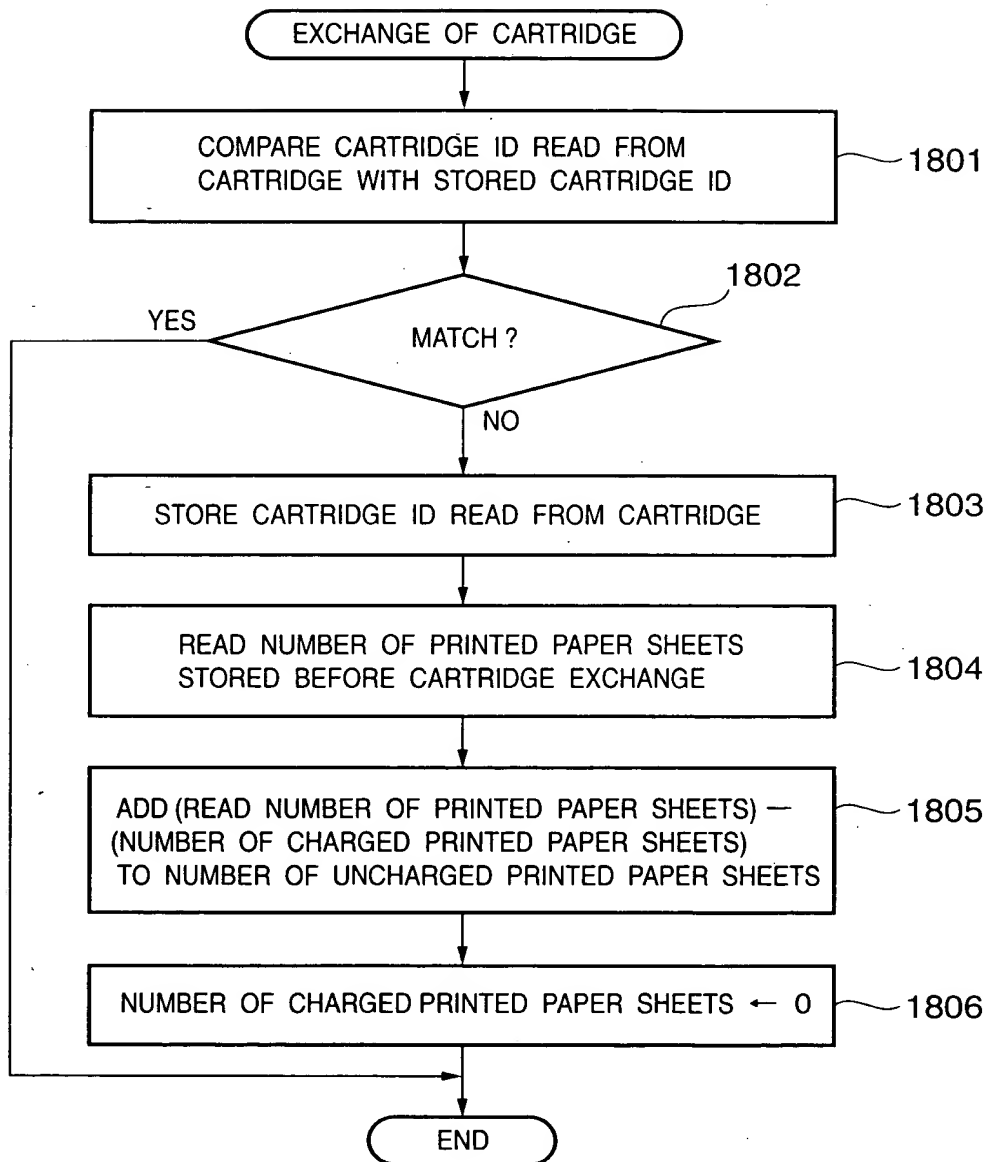 EXCHANGE OF CARTRIDGE
COMPARE CARTRIDGE ID READ FROM
CARTRIDGE WITH STORED CARTRIDGE ID
1801
1802
YES
MATCH ?
NO
STORE CARTRIDGE ID READ FROM CARTRIDGE
1803
READ NUMBER OF PRINTED PAPER SHEETS
STORED BEFORE CARTRIDGE EXCHANGE
1804
ADD (READ NUMBER OF PRINTED PAPER SHEETS) —
(NUMBER OF CHARGED PRINTED PAPER SHEETS)
TO NUMBER OF UNCHARGED PRINTED PAPER SHEETS
1805
NUMBER OF CHARGED PRINTED PAPER SHEETS ← 0
1806
END